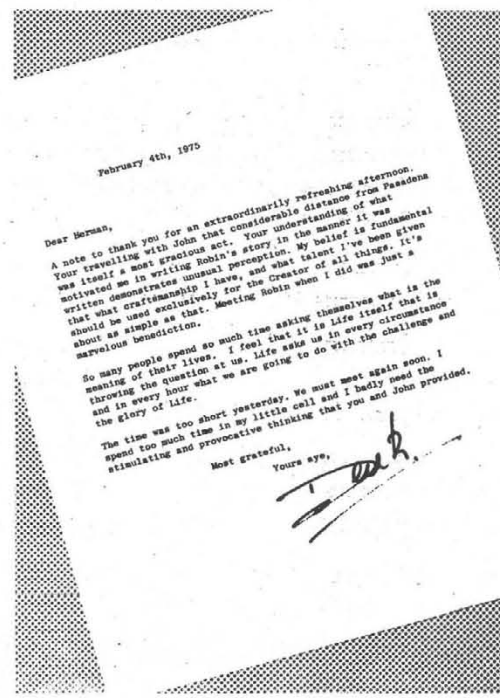 February 4th, 1975
Dear Herman,
A note to thank you for an extraordinarily refreshing afternoon.
Your travelling with John that considerable distance from Pasadena
was itself a most gracious act. Your understanding of what
motivated me in writing Robin's story in the manner it was
written demonstrates unusual perception. My belief is fundamental
that what craftsmanship I have, and what talent I've been given
should be used exclusively for the Creator of all things. It's
about as simple as that. Meeting Robin when I did was just a
marvelous benediction.
So many people spend so much time asking themselves what is the
meaning of their lives. I feel that it is Life itself that is
throwing the question at us. Life asks us in every circumstance
and in every hour what we are going to do with the challenge and
the glory of Life.
The time was too short yesterday. We must meet again soon. I
spend too much time in my little cell and I badly need the
stimulating and provocative thinking that you and John provided.
Most grateful,
Yours aye,